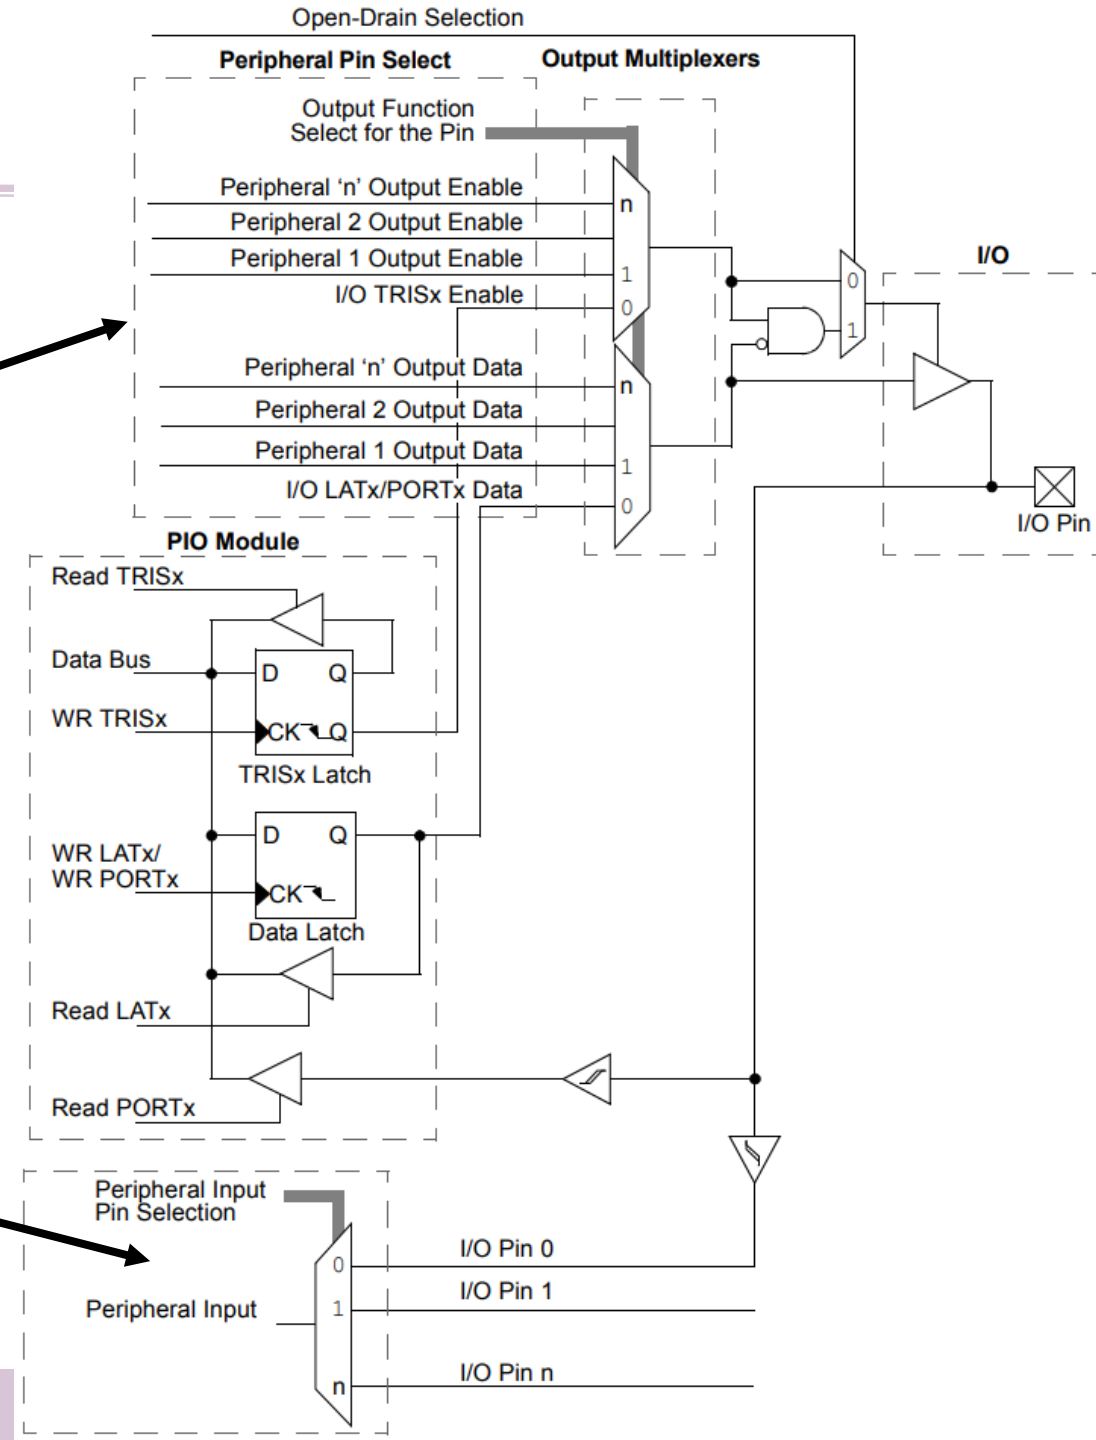 Open-Drain Selection
Peripheral Pin Select
Output Multiplexers
Output Function
Select for the Pin
Peripheral ‘n’ Output Enable
n
Peripheral 2 Output Enable
Peripheral 1 Output Enable
1
I/O TRISx Enable
0
0
1
I/O
Peripheral ‘n’ Output Data
n
Peripheral 2 Output Data
Peripheral 1 Output Data
1
I/O LATx/PORTx Data
0
I/O Pin
PIO Module
Read TRISx
Data Bus
D Q
WR TRISx
CK Q
TRISx Latch
D Q
WR LATx/
WR PORTx
CK
Data Latch
Read LATx
Read PORTx
Peripheral Input
Pin Selection
I/O Pin 0
0
I/O Pin 1
Peripheral Input
1
I/O Pin n
n